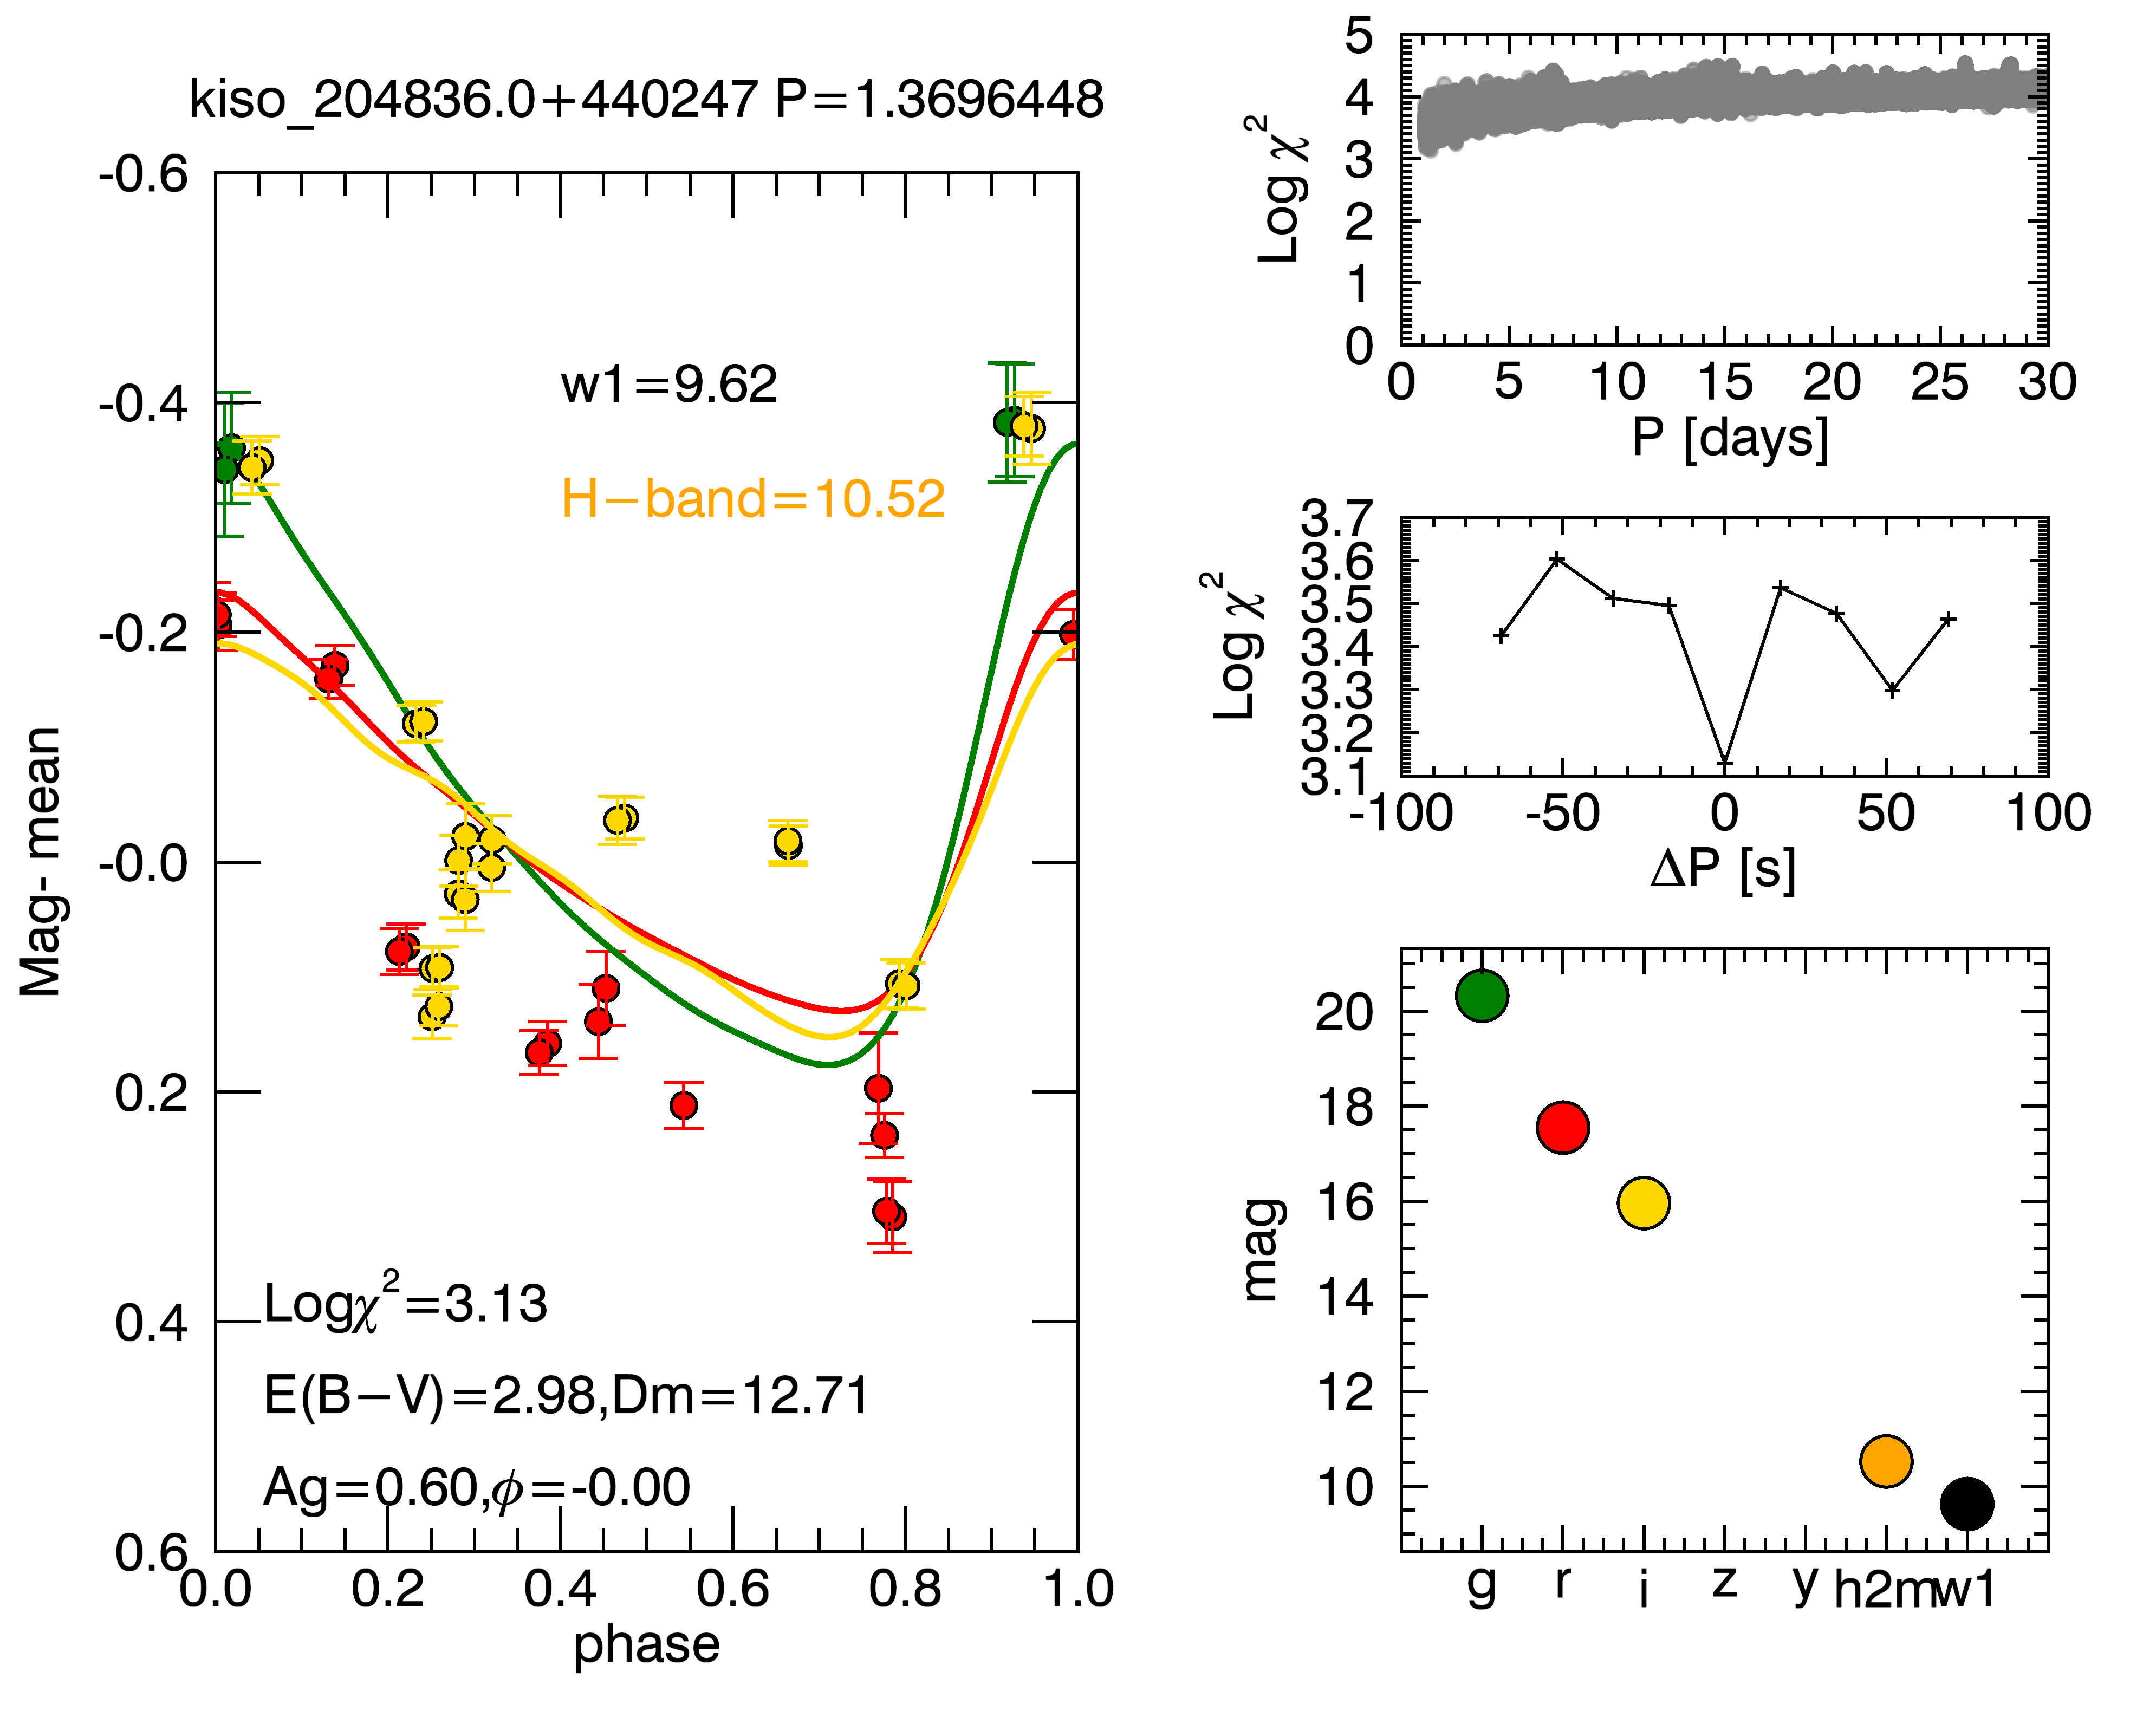 kiso_204836.0+440247 P=1.3696448
-0.6
-0.4
-0.2
-0.0
0.2
0.4
0.6
Mag- mean
w1=9.62
H-band=10.52
Logχ²=3.13
E(B-V)=2.98,Dm=12.71
Ag=0.60,ϕ=-0.00
0.0 0.2 0.4 0.6 0.8 1.0
phase
5
4
3
2
1
0
Log χ²
0 5 10 15 20 25 30
P [days]
3.7
3.6
3.5
3.4
3.3
3.2
3.1
Log χ²
-100 -50 0 50 100
ΔP [s]
20
18
16
14
12
10
mag
g r i z y h2mw1